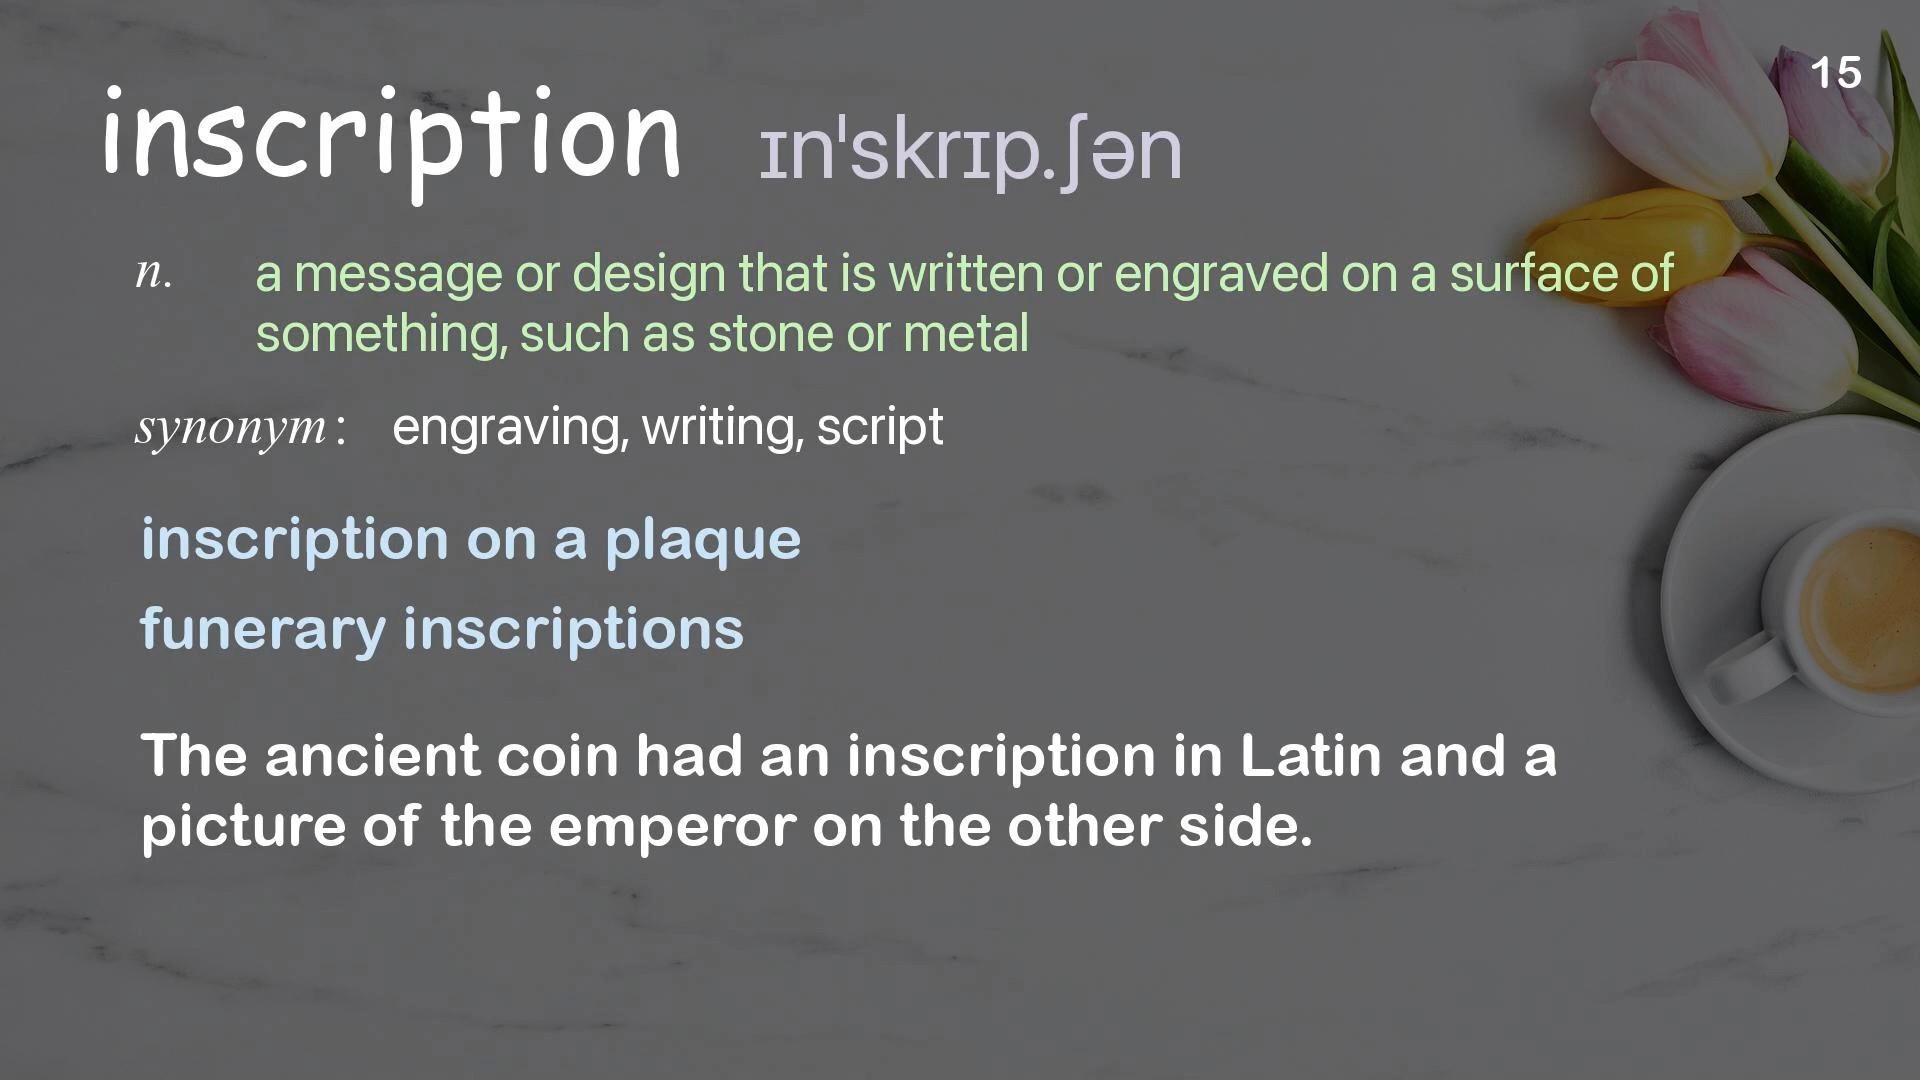 15
inscription ɪnˈskrɪp.ʃən
n. a message or design that is written or engraved on a surface of
something, such as stone or metal
synonym: engraving, writing, script
inscription on a plaque
funerary inscriptions
The ancient coin had an inscription in Latin and a
picture of the emperor on the other side.